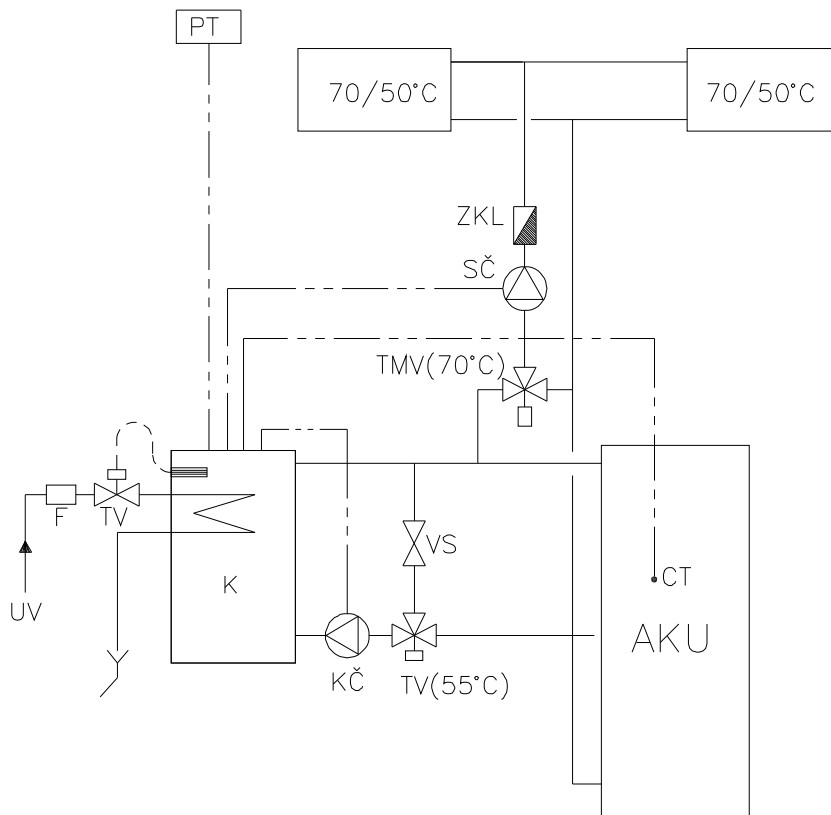 PT
70/50°C
70/50°C
ZKL
SČ
TMV(70°C)
F
TV
VS
UV
K
CT
AKU
KČ
TV(55°C)